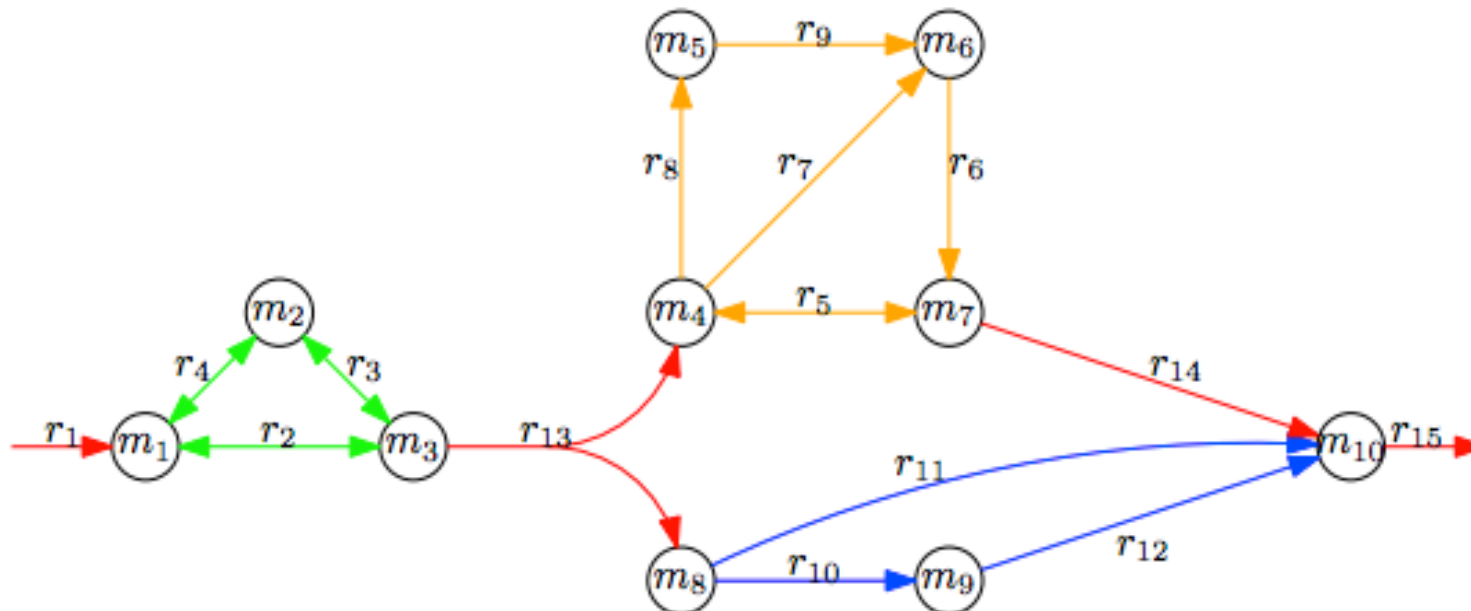 m₅ r₉ m₆
r₈ r₇ r₆
m₂ m₄ r₅ m₇
r₄ r₃ r₁₄
r₁ m₁ r₂ m₃ r₁₃ m₁₀ r₁₅
r₁₁
r₁₂
m₈ r₁₀ m₉